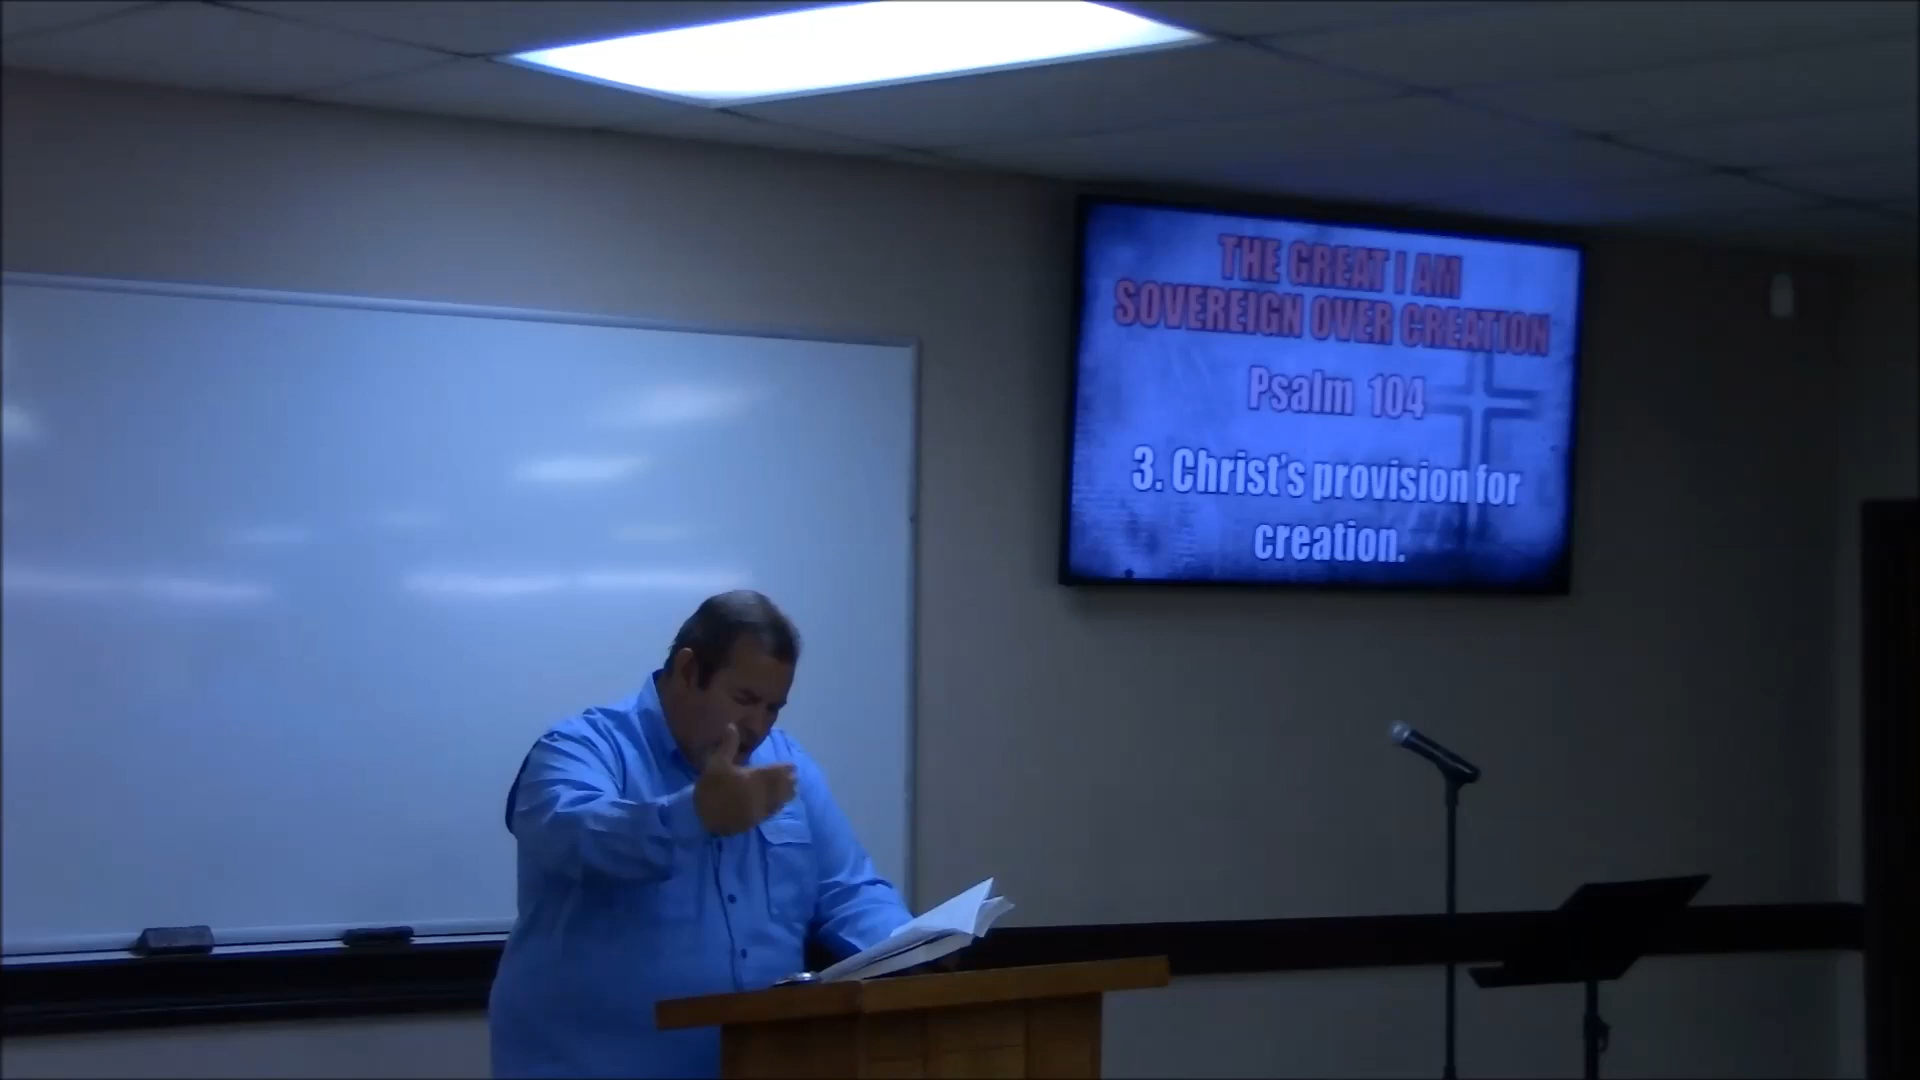 THE GREAT I AM
SOVEREIGN OVER CREATION
Psalm 104
3. Christ's provision for
creation.